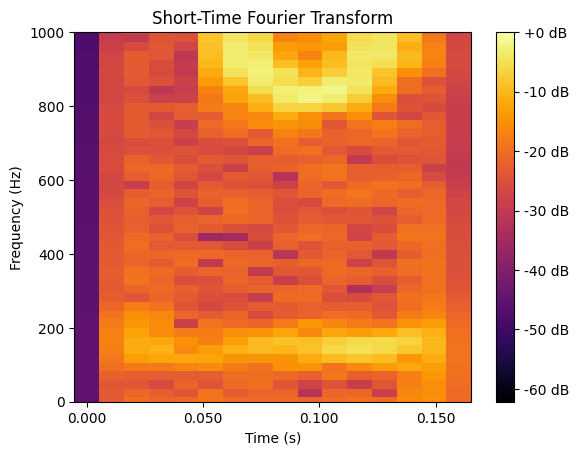 Short-Time Fourier Transform
1000
800
600
400
200
0
Frequency (Hz)
0.000
0.050
0.100
0.150
Time (s)
+0 dB
-10 dB
-20 dB
-30 dB
-40 dB
-50 dB
-60 dB